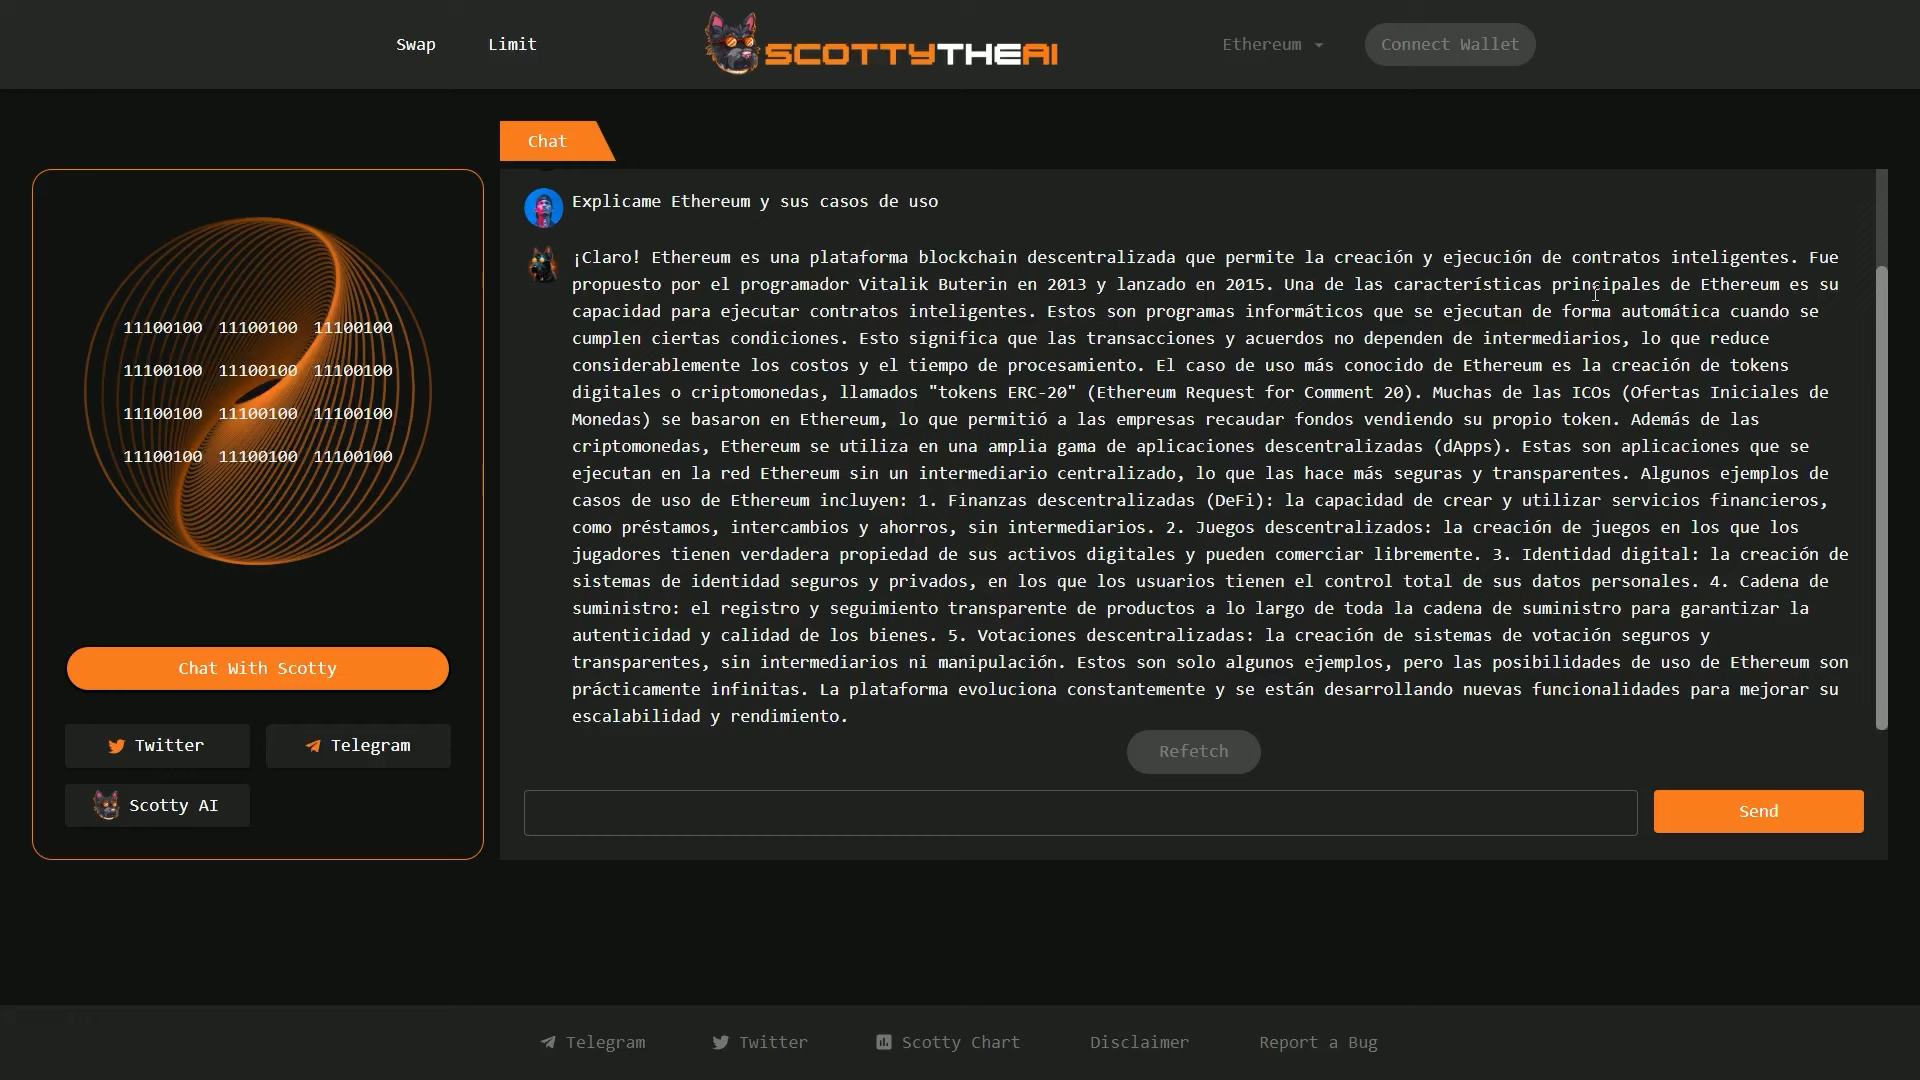 Swap
Limit
SCOTTYTHEAI
Ethereum
Connect Wallet
Chat
11100100 11100100 11100100
11100100 11100100 11100100
11100100 11100100 11100100
11100100 11100100 11100100
Chat With Scotty
Twitter
Telegram
Scotty AI
Explicame Ethereum y sus casos de uso
¡Claro! Ethereum es una plataforma blockchain descentralizada que permite la creación y ejecución de contratos inteligentes. Fue
propuesto por el programador Vitalik Buterin en 2013 y lanzado en 2015. Una de las características principales de Ethereum es su
capacidad para ejecutar contratos inteligentes. Estos son programas informáticos que se ejecutan de forma automática cuando se
cumplen ciertas condiciones. Esto significa que las transacciones y acuerdos no dependen de intermediarios, lo que reduce
considerablemente los costos y el tiempo de procesamiento. El caso de uso más conocido de Ethereum es la creación de tokens
digitales o criptomonedas, llamados "tokens ERC-20" (Ethereum Request for Comment 20). Muchas de las ICOs (Ofertas Iniciales de
Monedas) se basaron en Ethereum, lo que permitió a las empresas recaudar fondos vendiendo su propio token. Además de las
criptomonedas, Ethereum se utiliza en una amplia gama de aplicaciones descentralizadas (dApps). Estas son aplicaciones que se
ejecutan en la red Ethereum sin un intermediario centralizado, lo que las hace más seguras y transparentes. Algunos ejemplos de
casos de uso de Ethereum incluyen: 1. Finanzas descentralizadas (DeFi): la capacidad de crear y utilizar servicios financieros,
como préstamos, intercambios y ahorros, sin intermediarios. 2. Juegos descentralizados: la creación de juegos en los que los
jugadores tienen verdadera propiedad de sus activos digitales y pueden comerciar libremente. 3. Identidad digital: la creación de
sistemas de identidad seguros y privados, en los que los usuarios tienen el control total de sus datos personales. 4. Cadena de
suministro: el registro y seguimiento transparente de productos a lo largo de toda la cadena de suministro para garantizar la
autenticidad y calidad de los bienes. 5. Votaciones descentralizadas: la creación de sistemas de votación seguros y
transparentes, sin intermediarios ni manipulación. Estos son solo algunos ejemplos, pero las posibilidades de uso de Ethereum son
prácticamente infinitas. La plataforma evoluciona constantemente y se están desarrollando nuevas funcionalidades para mejorar su
escalabilidad y rendimiento.
Refetch
Send
Telegram
Twitter
Scotty Chart
Disclaimer
Report a Bug